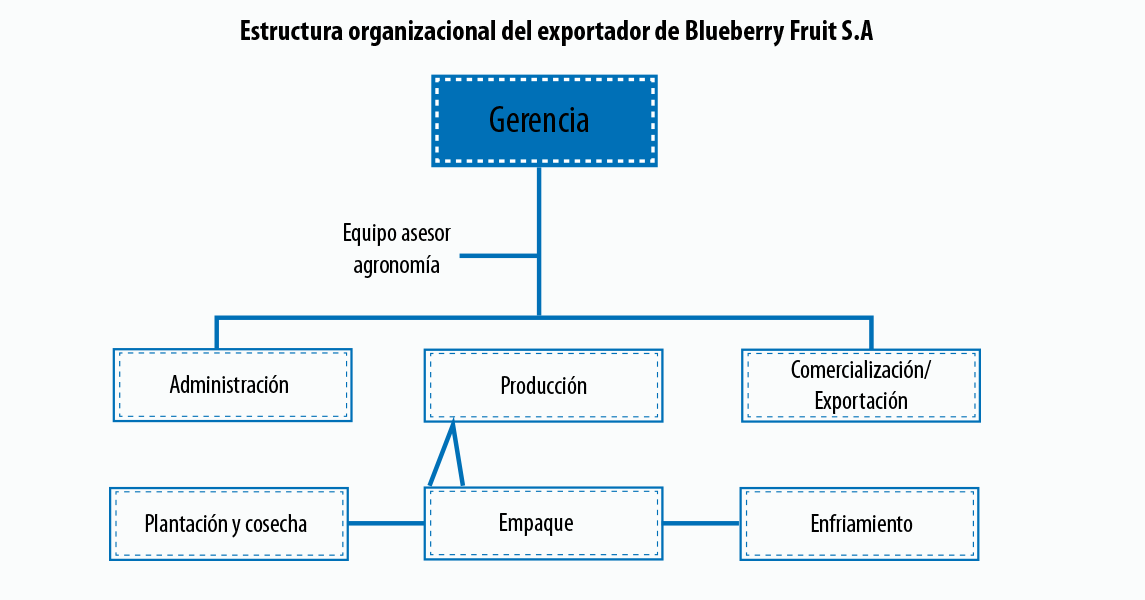 Estructura organizacional del exportador de Blueberry Fruit S.A
Gerencia
Equipo asesor
agronomía
Administración
Producción
Comercialización/
Exportación
Plantación y cosecha
Empaque
Enfriamiento